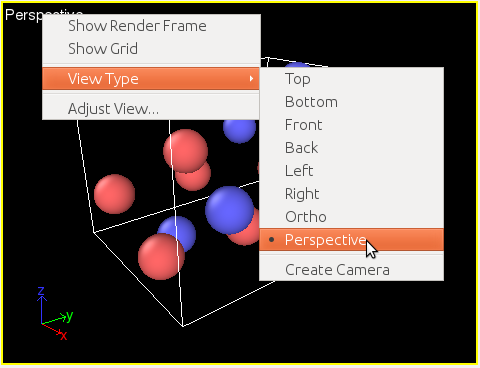 Perspective
Show Render Frame
Show Grid
View Type
Adjust View...
Top
Bottom
Front
Back
Left
Right
Ortho
Perspective
Create Camera
z
y
x